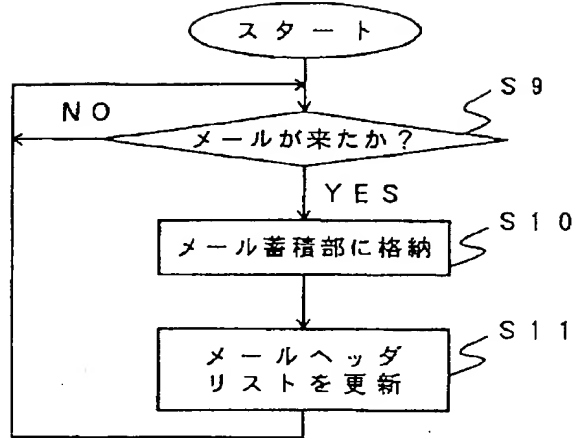 スタート
NO
S9
メールが来たか?
YES
S10
メール蓄積部に格納
S11
メールヘッダ
リストを更新